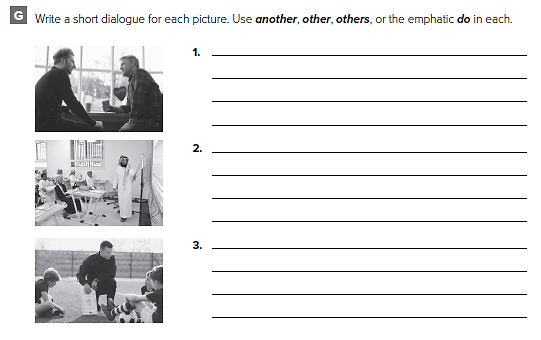 G Write a short dialogue for each picture. Use another, other, others, or the emphatic do in each.
1.
2.
3.